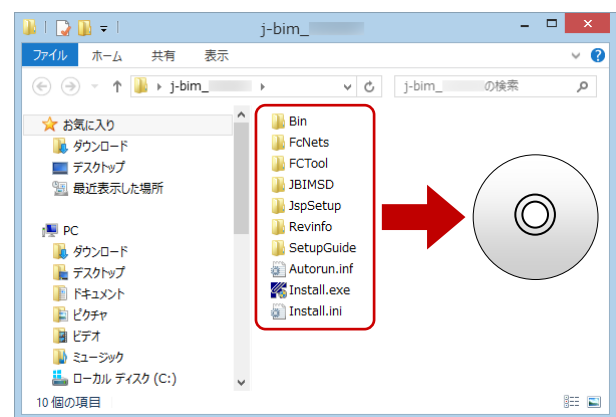 j-bim_
ファイル ホーム 共有 表示
j-bim_ j-bim_ の検索
お気に入り
ダウンロード
デスクトップ
最近表示した場所
PC
ダウンロード
デスクトップ
ドキュメント
ピクチャ
ビデオ
ミュージック
ローカル ディスク (C:)
Bin
FcNets
FCTool
JBIMSD
JspSetup
Revinfo
SetupGuide
Autorun.inf
Install.exe
Install.ini
10 個の項目